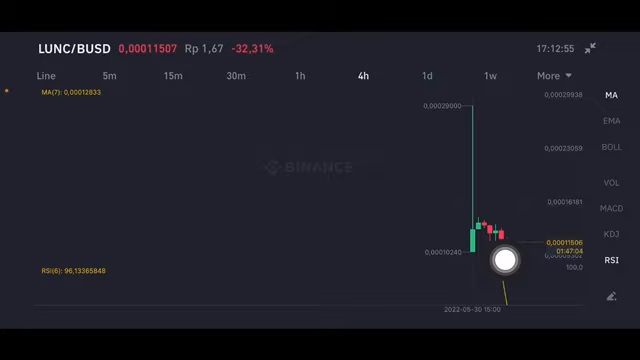 LUNC/BUSD 0,00011507 Rp 1,67 -32,31% 17:12:55
Line 5m 15m 30m 1h 4h 1d 1w More
MA(7): 0,00012833
0,00029938
MA
0,00029000
EMA
0,00023059
BOLL
BINANCE
VOL
0,00016181
MACD
KDJ
0,00011506
01:47:04
0,00010240
RSI
100,0
RSI(6): 96,13365848
2022-05-30 15:00